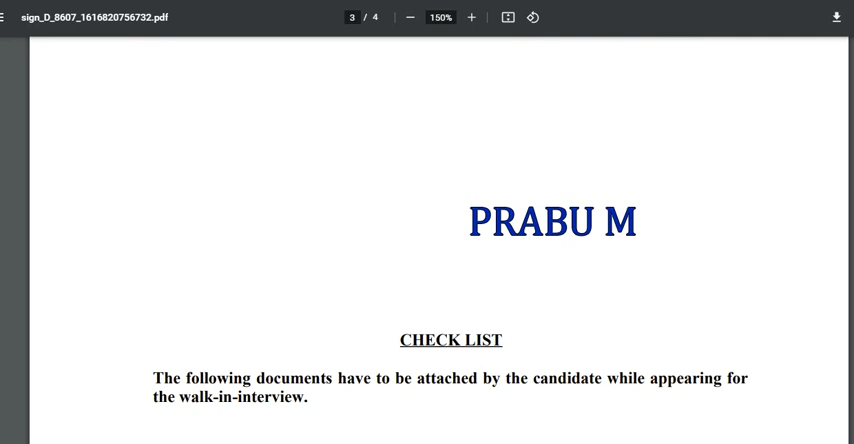 sign_D_8607_1616820756732.pdf
3 / 4
150%
PRABU M
CHECK LIST
The following documents have to be attached by the candidate while appearing for
the walk-in-interview.